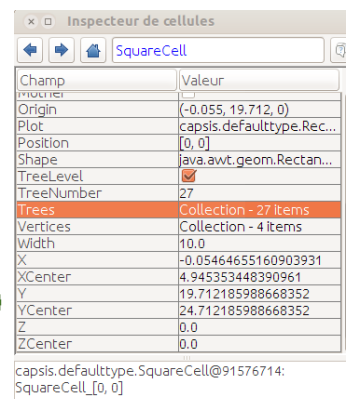 Inspecteur de cellules
SquareCell
Champ Valeur
Mother
Origin (-0.055, 19.712, 0)
Plot capsis.defaulttype.Rec...
Position [0, 0]
Shape java.awt.geom.Rectan...
TreeLevel
TreeNumber 27
Trees Collection - 27 items
Vertices Collection - 4 items
Width 10.0
X -0.05464655160903931
XCenter 4.945353448390961
Y 19.712185988668352
YCenter 24.712185988668352
Z 0.0
ZCenter 0.0
capsis.defaulttype.SquareCell@91576714:
SquareCell_[0, 0]